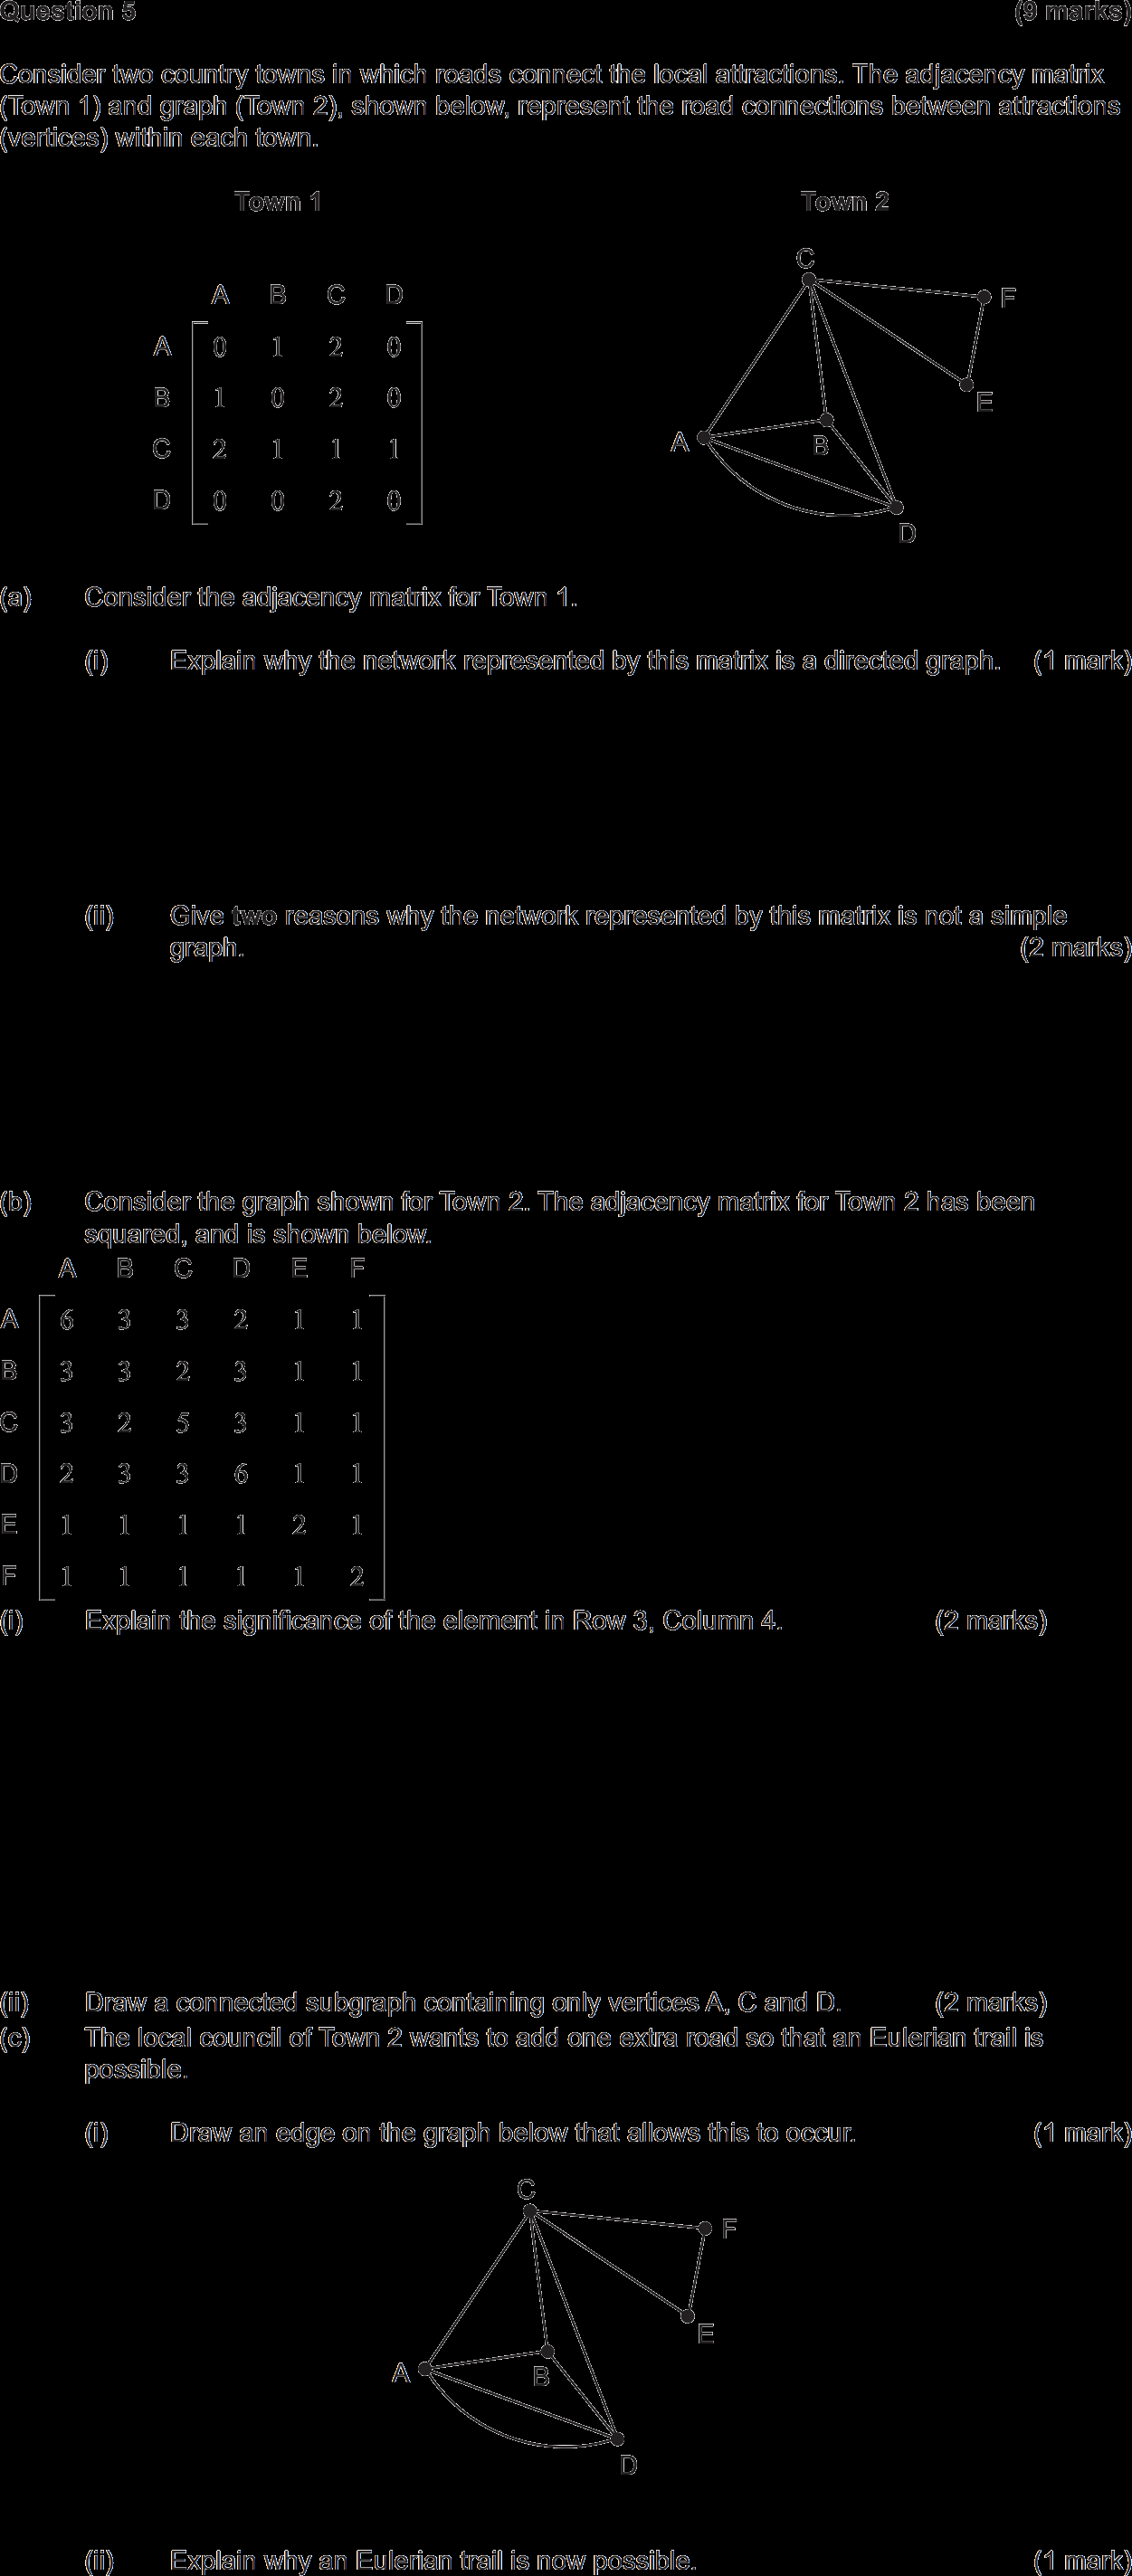 Question 5 (9 marks)
Consider two country towns in which roads connect the local attractions. The adjacency matrix
(Town 1) and graph (Town 2), shown below, represent the road connections between attractions
(vertices) within each town.
Town 1 Town 2
A B C D
A 0 1 2 0
B 1 0 2 0
C 2 1 1 1
D 0 0 2 0
C
F
E
A
B
D
(a) Consider the adjacency matrix for Town 1.
(i) Explain why the network represented by this matrix is a directed graph. (1 mark)
(ii) Give two reasons why the network represented by this matrix is not a simple
graph. (2 marks)
(b) Consider the graph shown for Town 2. The adjacency matrix for Town 2 has been
squared, and is shown below.
A B C D E F
A 6 3 3 2 1 1
B 3 3 2 3 1 1
C 3 2 5 3 1 1
D 2 3 3 6 1 1
E 1 1 1 1 2 1
F 1 1 1 1 1 2
(i) Explain the significance of the element in Row 3, Column 4. (2 marks)
(ii) Draw a connected subgraph containing only vertices A, C and D. (2 marks)
(c) The local council of Town 2 wants to add one extra road so that an Eulerian trail is
possible.
(i) Draw an edge on the graph below that allows this to occur. (1 mark)
C
F
E
A
B
D
(ii) Explain why an Eulerian trail is now possible. (1 mark)